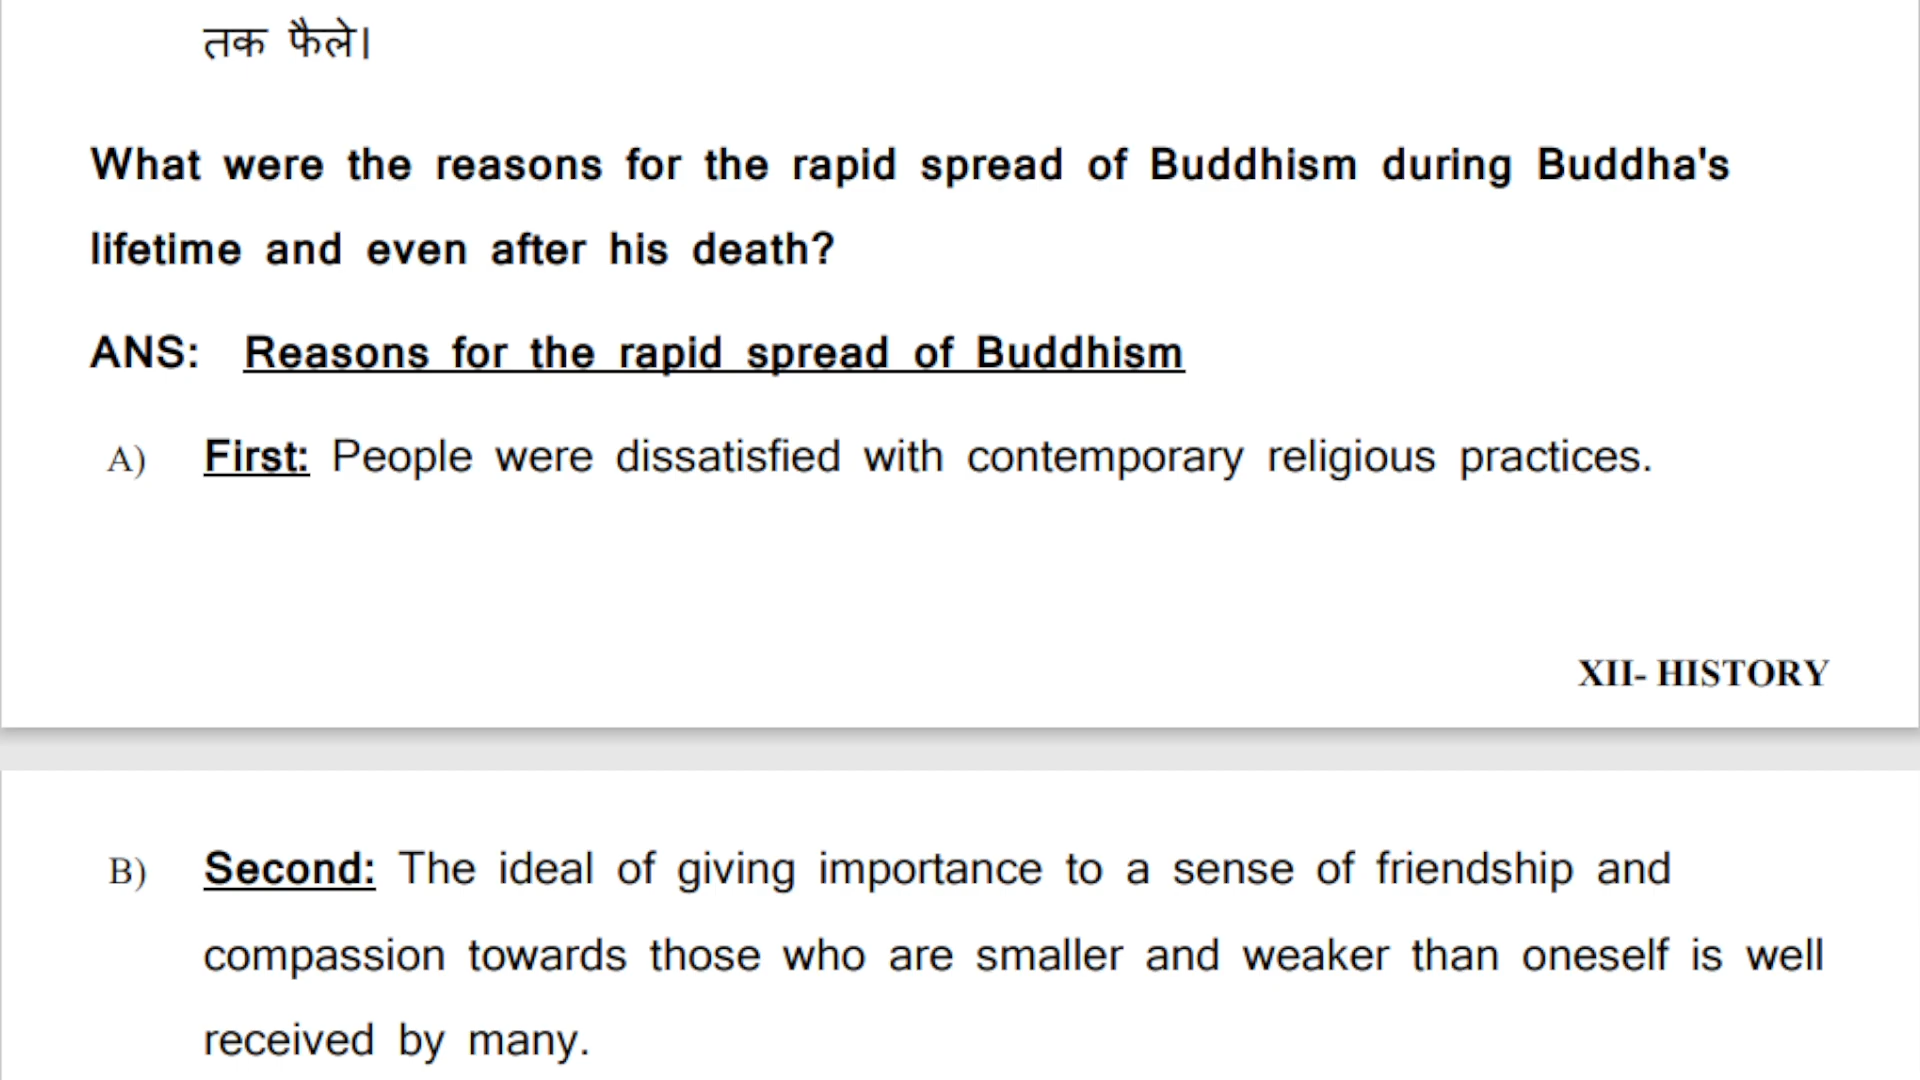 तक फैले।
What were the reasons for the rapid spread of Buddhism during Buddha's
lifetime and even after his death?
ANS: Reasons for the rapid spread of Buddhism
A) First: People were dissatisfied with contemporary religious practices.
XII- HISTORY
B) Second: The ideal of giving importance to a sense of friendship and
compassion towards those who are smaller and weaker than oneself is well
received by many.